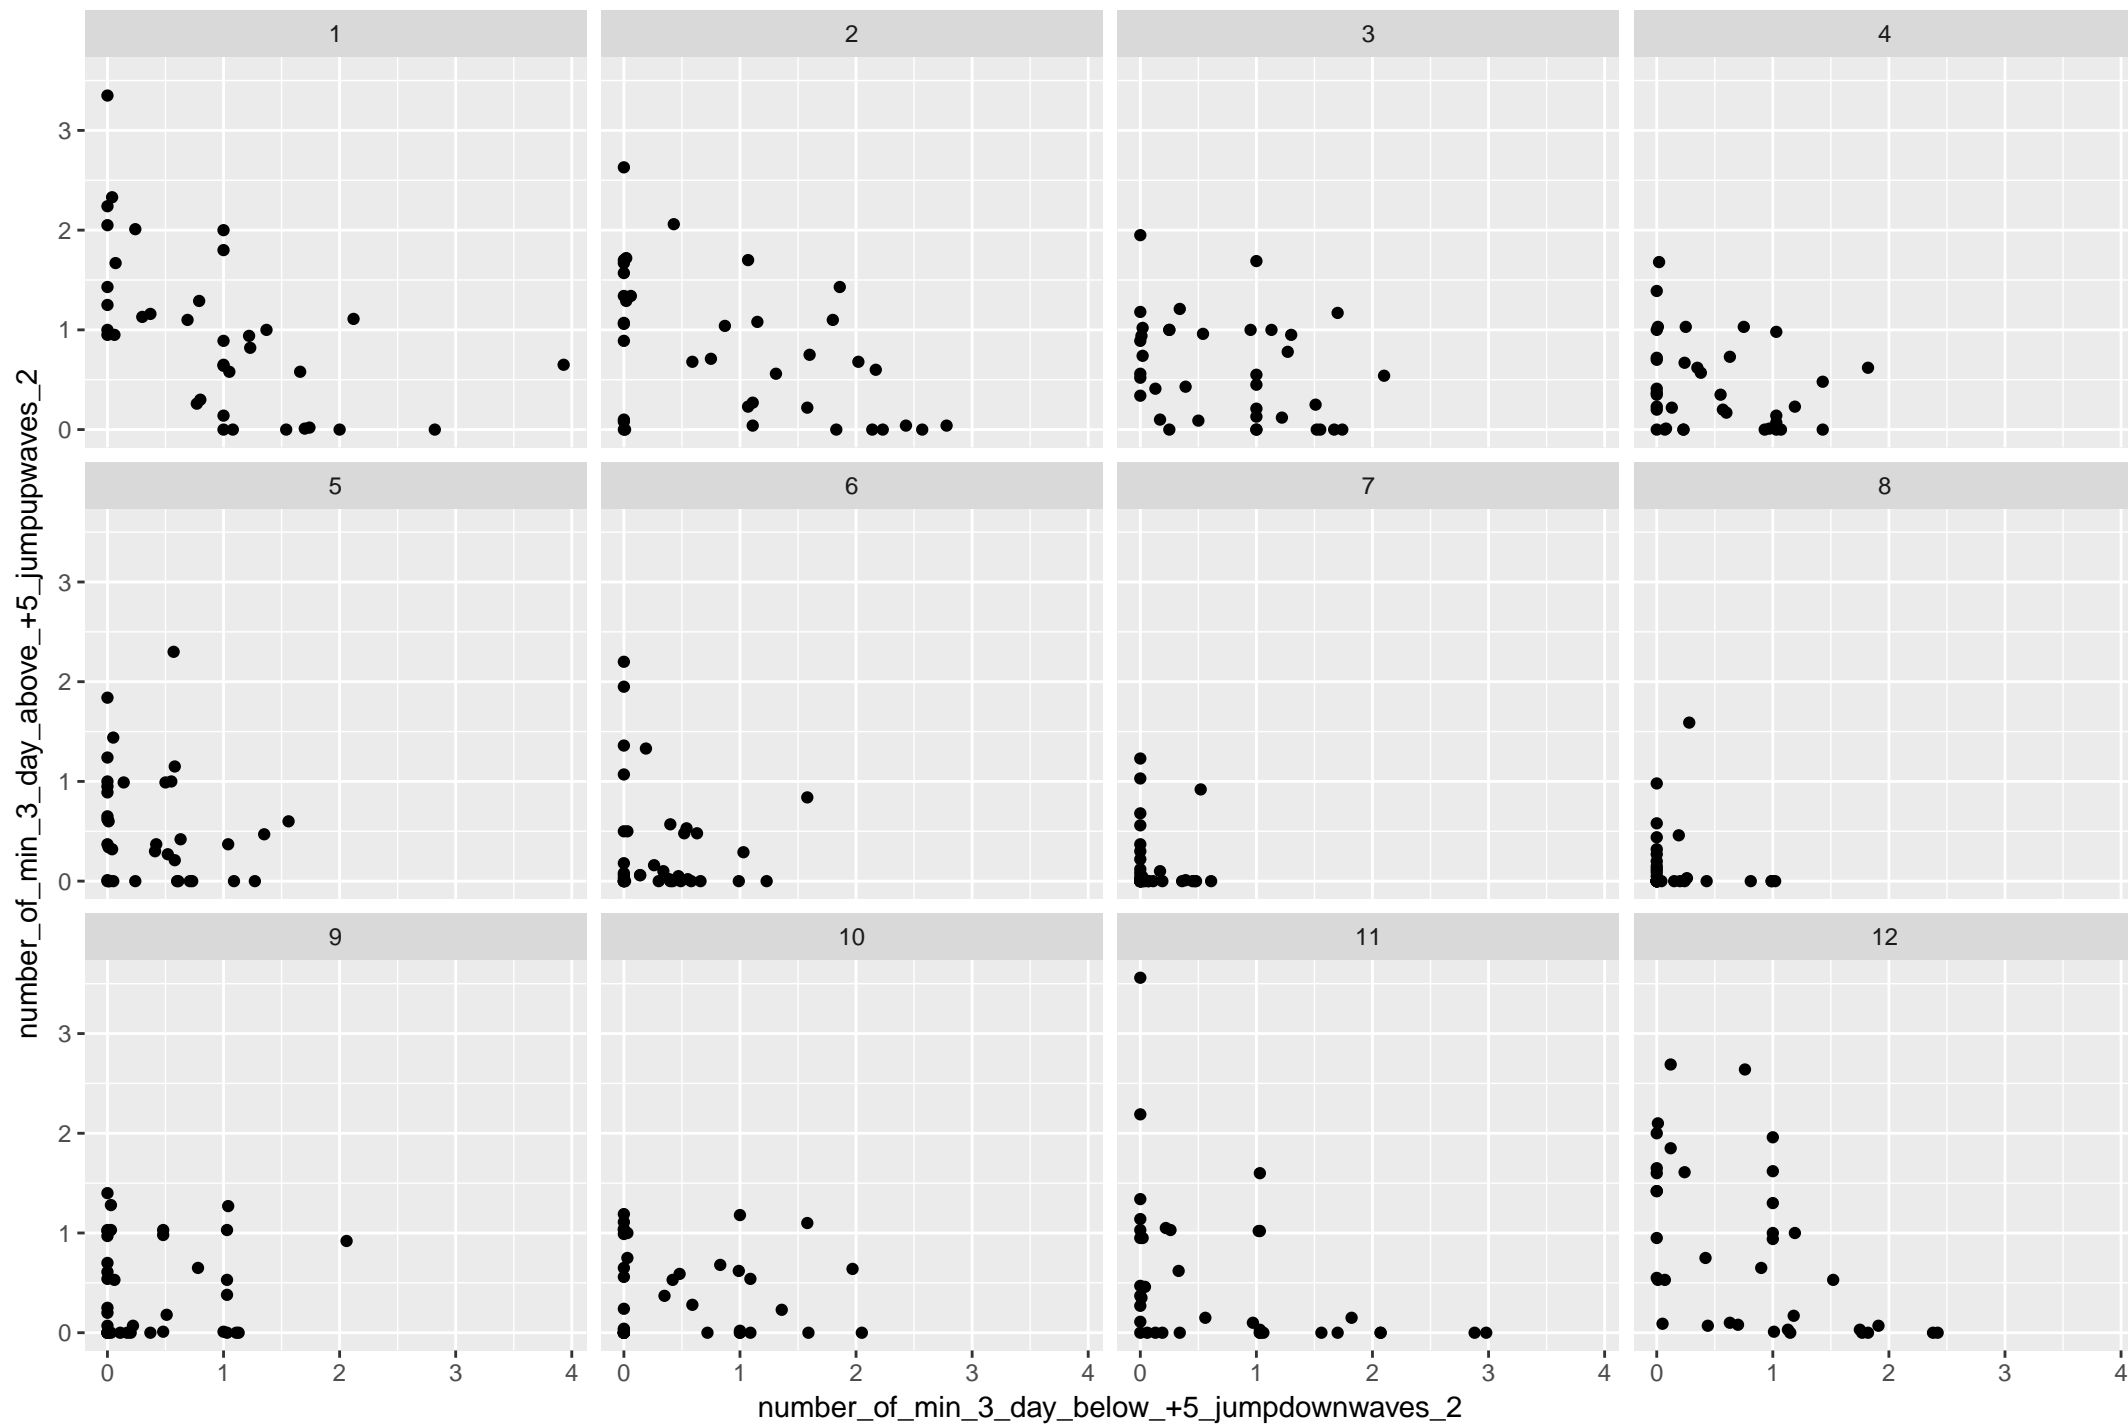 1 2 3 4
3
2
1
0
5 6 7 8
3
2
1
0
9 10 11 12
3
2
1
0
0 1 2 3 4 0 1 2 3 4 0 1 2 3 4 0 1 2 3 4
number_of_min_3_day_below_+5_jumpdownwaves_2
number_of_min_3_day_above_+5_jumpupwaves_2